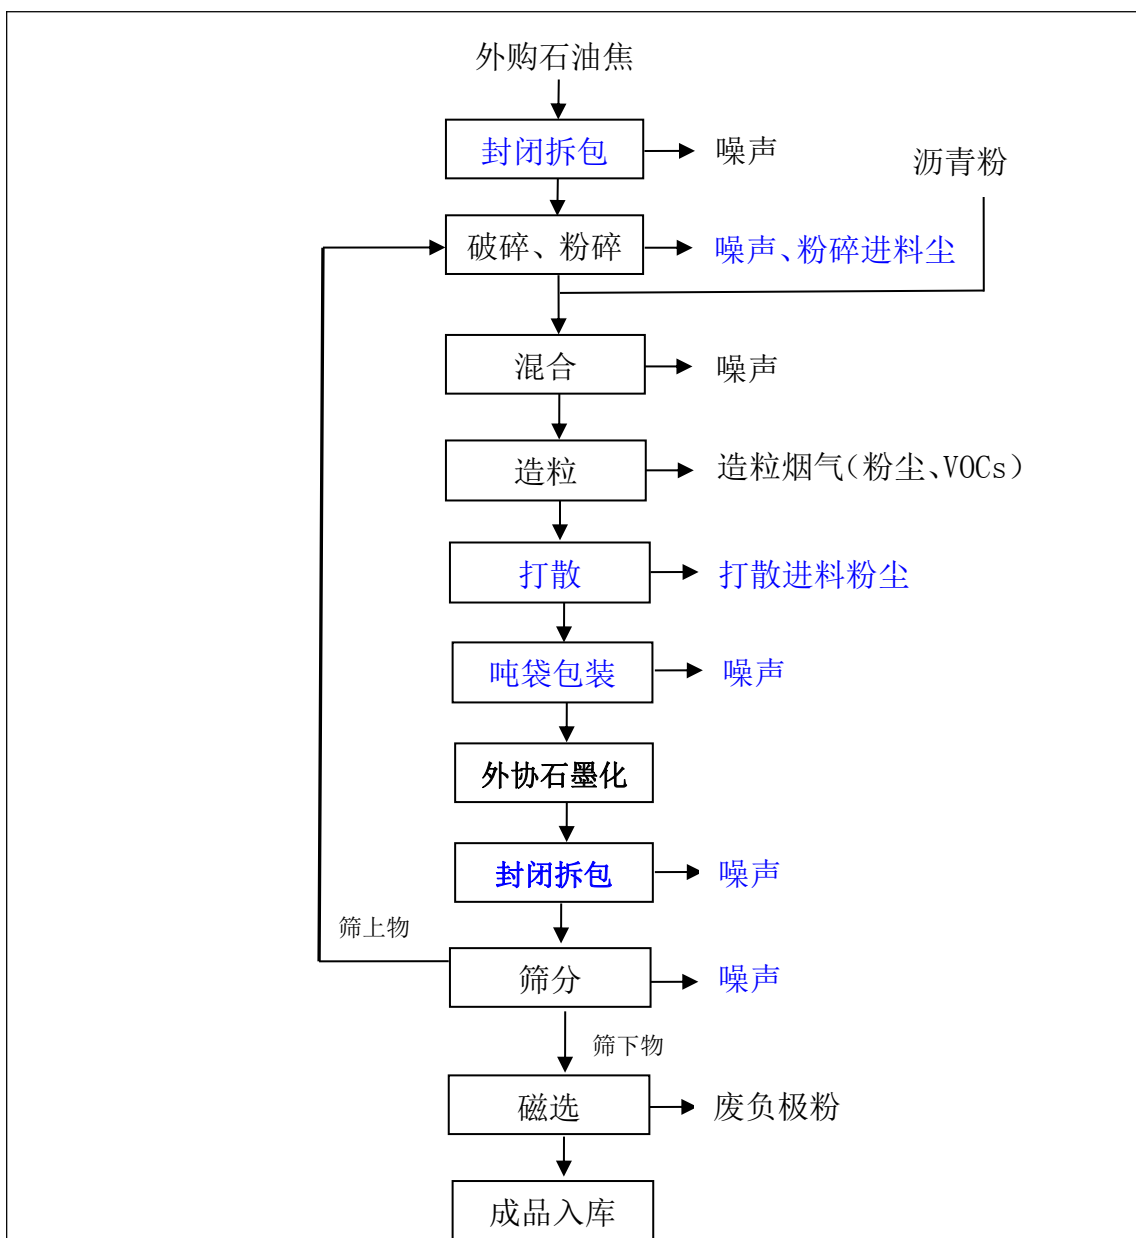 外购石油焦
封闭拆包
噪声
沥青粉
破碎、粉碎
噪声、粉碎进料尘
混合
噪声
造粒
造粒烟气(粉尘、VOCs)
打散
打散进料粉尘
吨袋包装
噪声
外协石墨化
封闭拆包
噪声
筛上物
筛分
噪声
筛下物
磁选
废负极粉
成品入库